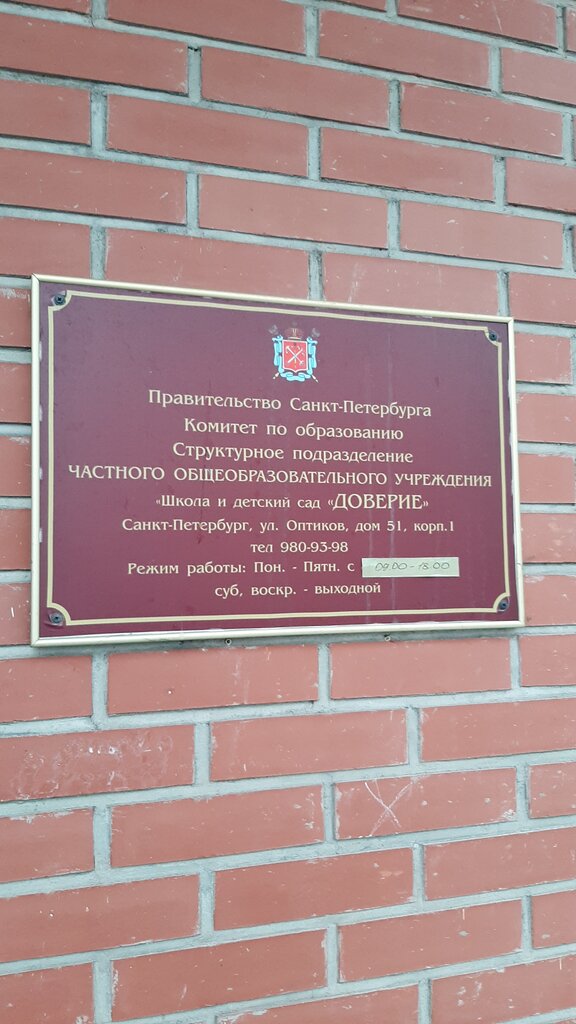 Правительство Санкт-Петербурга
Комитет по образованию
Структурное подразделение
ЧАСТНОГО ОБЩЕОБРАЗОВАТЕЛЬНОГО УЧРЕЖДЕНИЯ
«Школа и детский сад «ДОВЕРИЕ»
Санкт-Петербург, ул. Оптиков, дом 51, корп.1
тел 980-93-98
Режим работы: Пон. - Пятн. с 09.00 - 18.00
суб, воскр. - выходной